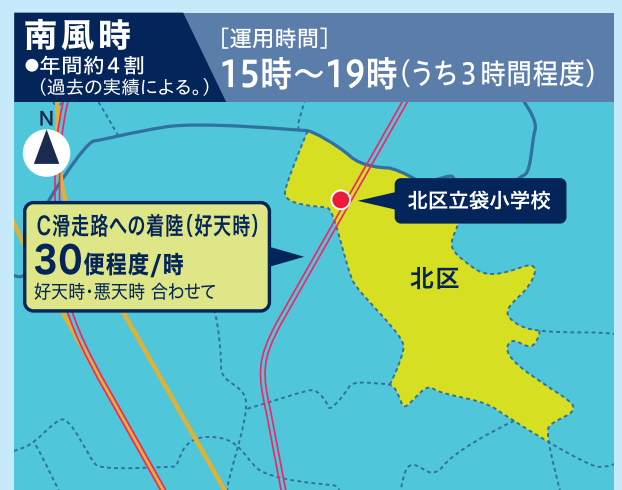 南風時
●年間約4割
(過去の実績による。)
[運用時間]
15時〜19時(うち3時間程度)
N
北区立袋小学校
C滑走路への着陸(好天時)
30便程度/時
好天時・悪天時 合わせて
北区